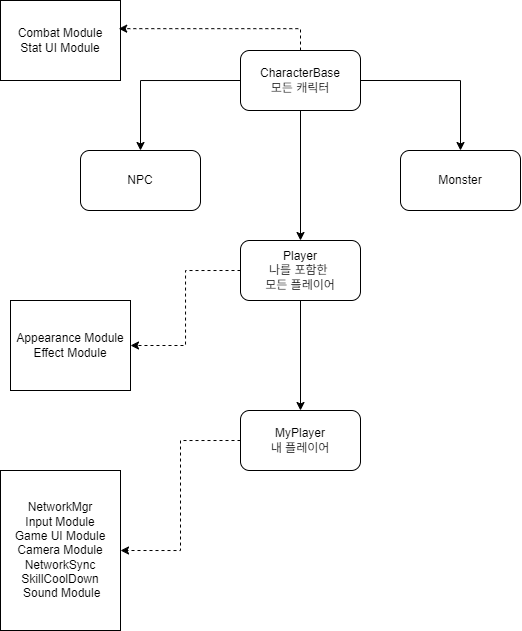 Combat Module
Stat UI Module
CharacterBase
모든 캐릭터
NPC
Monster
Player
나를 포함한
모든 플레이어
Appearance Module
Effect Module
MyPlayer
내 플레이어
NetworkMgr
Input Module
Game UI Module
Camera Module
NetworkSync
SkillCoolDown
Sound Module